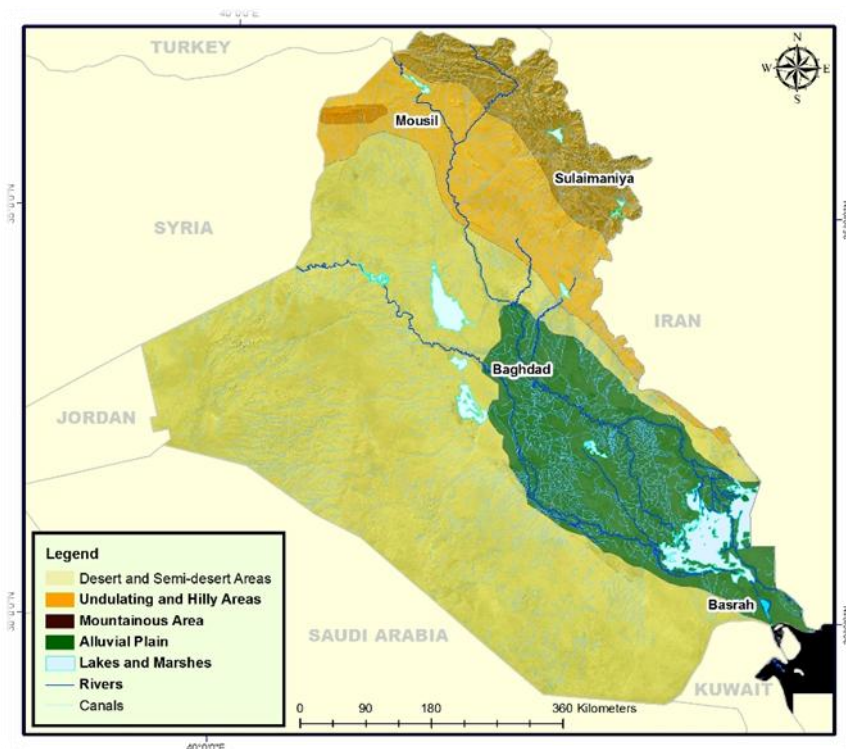 40°0'0"E
TURKEY
N
W E
S
Mousil
Sulaimaniya
SYRIA
IRAN
Baghdad
JORDAN
Legend
Desert and Semi-desert Areas
Undulating and Hilly Areas
Mountainous Area
Alluvial Plain
Lakes and Marshes
Rivers
Canals
Basrah
SAUDI ARABIA
KUWAIT
0 90 180 360 Kilometers
40°0'0"E